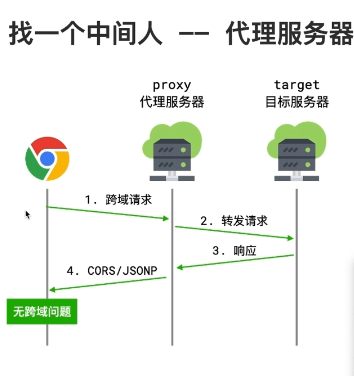 找一个中间人 —— 代理服务器
proxy
代理服务器
target
目标服务器
1. 跨域请求
2. 转发请求
3. 响应
4. CORS/JSONP
无跨域问题